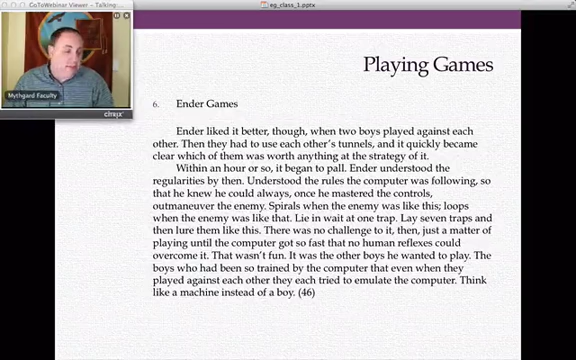 GoToWebinar Viewer - Talking
eg_class_1.pptx
Mythgard Faculty
citrix
Playing Games
6. Ender Games
Ender liked it better, though, when two boys played against each
other. Then they had to use each other's tunnels, and it quickly became
clear which of them was worth anything at the strategy of it.
Within an hour or so, it began to pall. Ender understood the
regularities by then. Understood the rules the computer was following, so
that he knew he could always, once he mastered the controls,
outmaneuver the enemy. Spirals when the enemy was like this; loops
when the enemy was like that. Lie in wait at one trap. Lay seven traps and
then lure them like this. There was no challenge to it, then, just a matter of
playing until the computer got so fast that no human reflexes could
overcome it. That wasn't fun. It was the other boys he wanted to play. The
boys who had been so trained by the computer that even when they
played against each other they each tried to emulate the computer. Think
like a machine instead of a boy. (46)